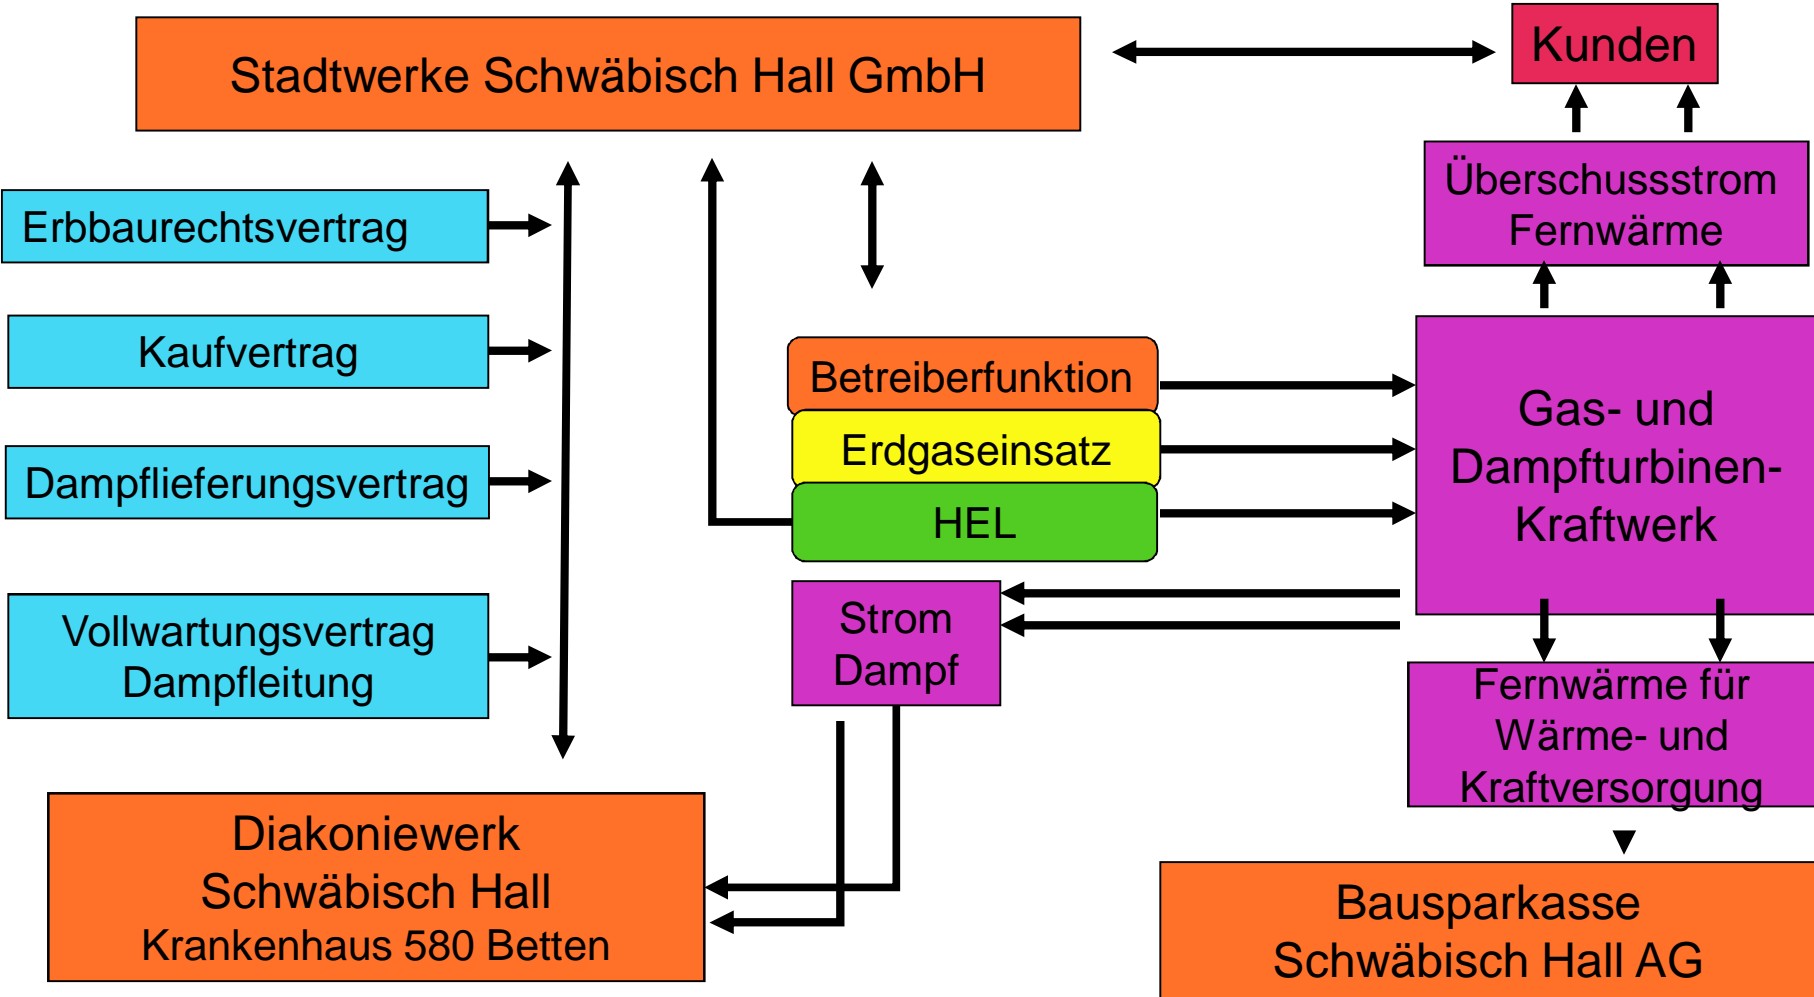 Stadtwerke Schwäbisch Hall GmbH
Kunden
Überschussstrom
Fernwärme
Erbbaurechtsvertrag
Kaufvertrag
Dampflieferungsvertrag
Vollwartungsvertrag
Dampfleitung
Betreiberfunktion
Erdgaseinsatz
HEL
Gas- und
Dampfturbinen-
Kraftwerk
Strom
Dampf
Fernwärme für
Wärme- und
Kraftversorgung
Diakoniewerk
Schwäbisch Hall
Krankenhaus 580 Betten
Bausparkasse
Schwäbisch Hall AG